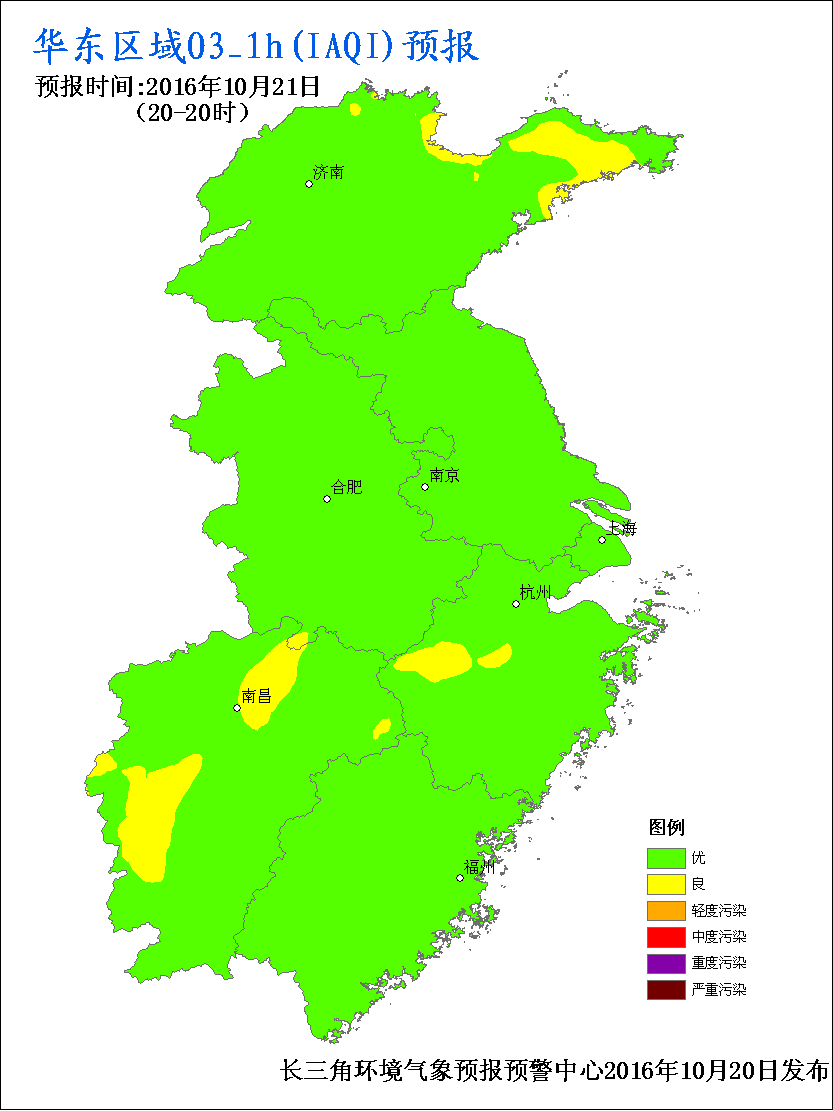 华东区域O3_1h(IAQI)预报
预报时间:2016年10月21日
(20-20时)
济南
南京
合肥
上海
杭州
南昌
福州
图例
优
良
轻度污染
中度污染
重度污染
严重污染
长三角环境气象预报预警中心2016年10月20日发布